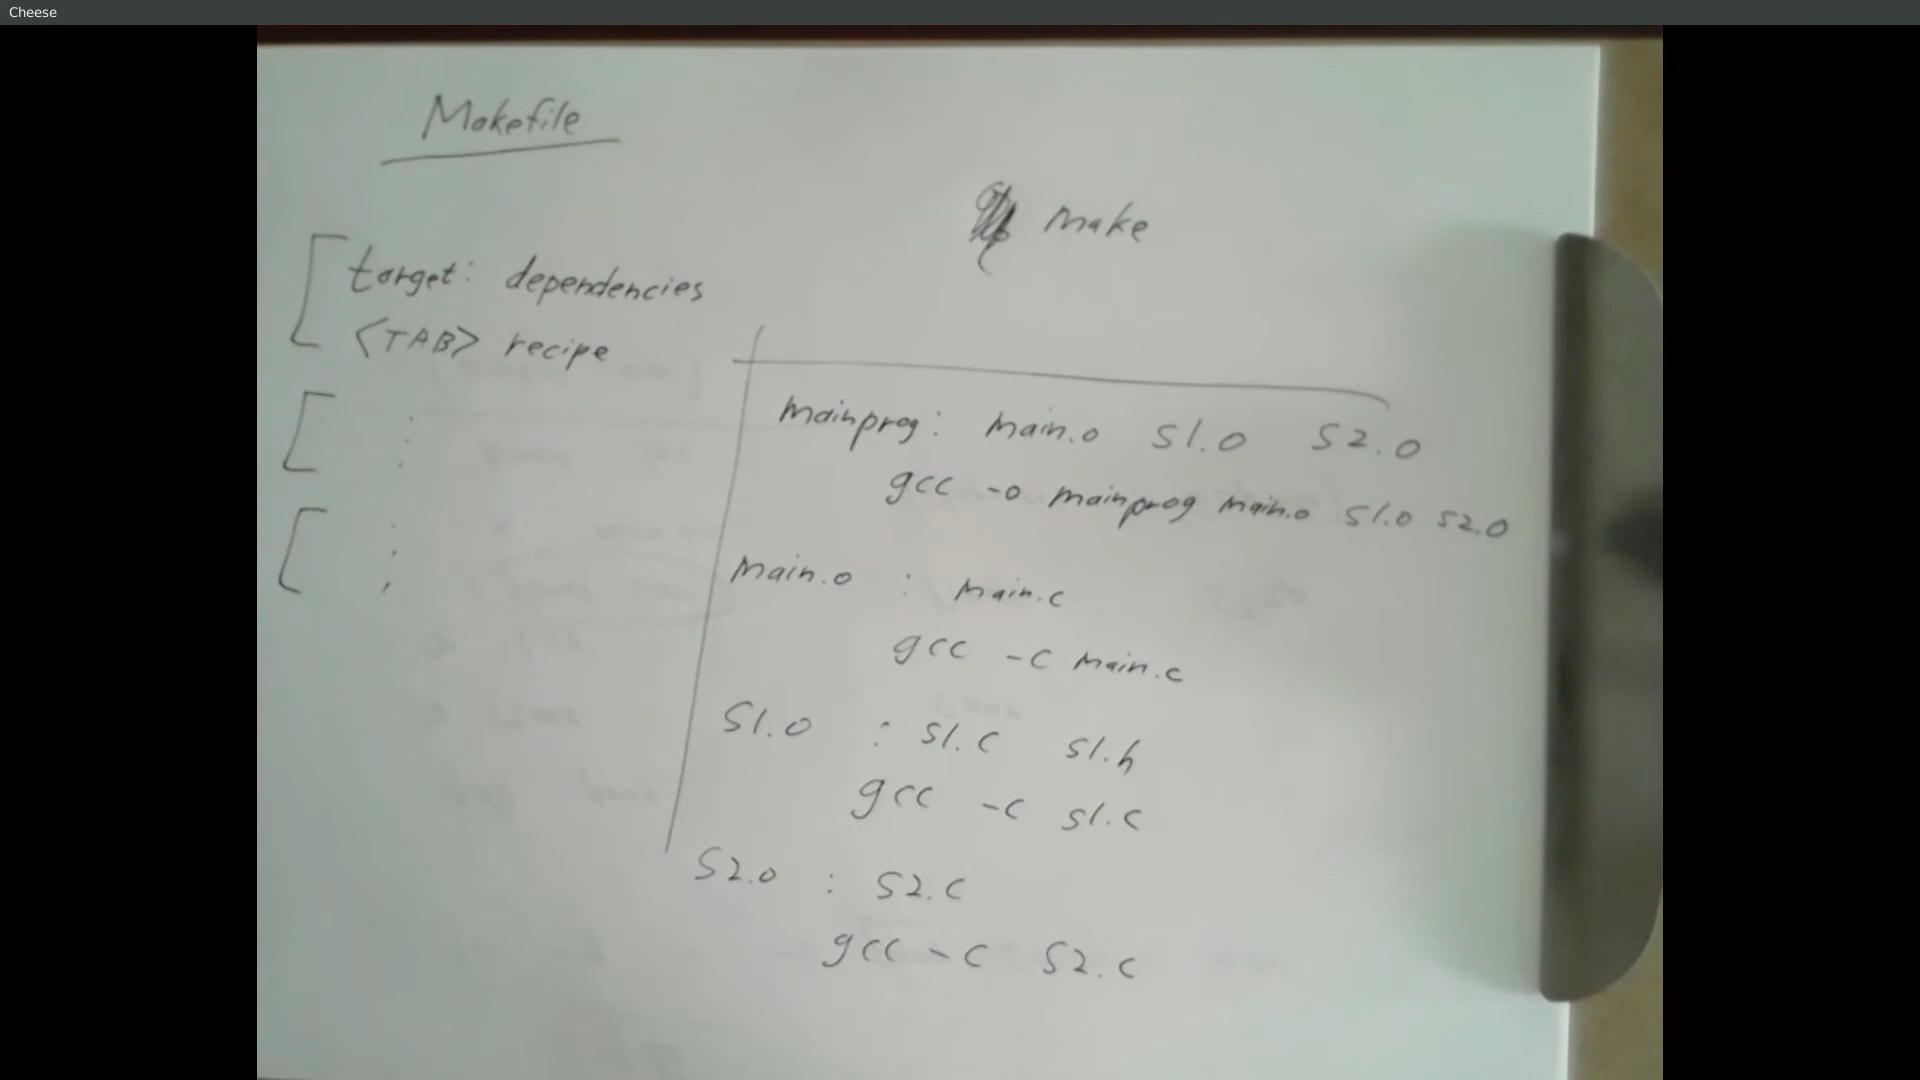 Cheese
Makefile
make
target: dependencies
<TAB> recipe
mainprog: main.o s1.o s2.o
gcc -o mainprog main.o s1.o s2.o
main.o : main.c
gcc -c main.c
s1.o : s1.c s1.h
gcc -c s1.c
s2.o : s2.c
gcc -c s2.c